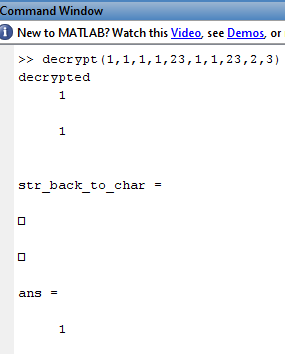 Command Window
New to MATLAB? Watch this Video, see Demos, or
>> decrypt(1,1,1,1,23,1,1,23,2,3)
decrypted
1
1
str_back_to_char =
□
□
ans =
1